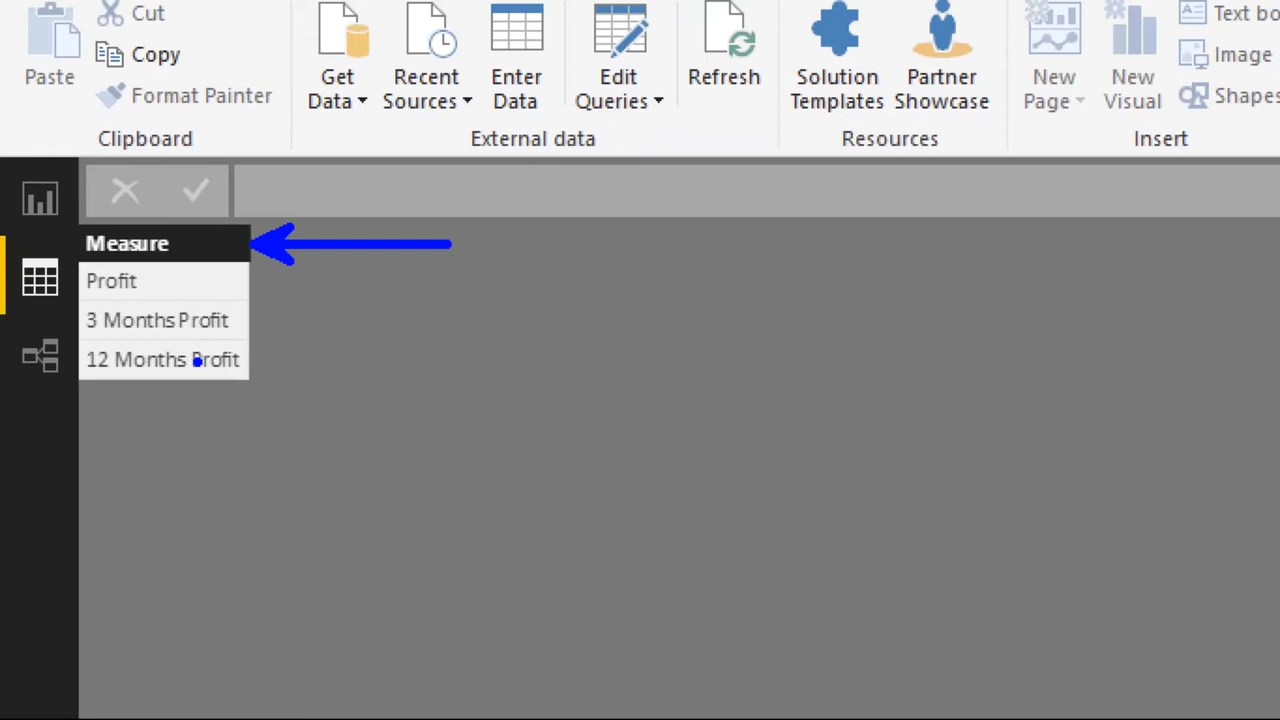 Cut
Copy
Format Painter
Paste
Clipboard
Get Data
Recent Sources
Enter Data
Edit Queries
Refresh
External data
Solution Templates
Partner Showcase
Resources
New Page
New Visual
Text bo
Image
Shapes
Insert
Measure
Profit
3 Months Profit
12 Months Profit